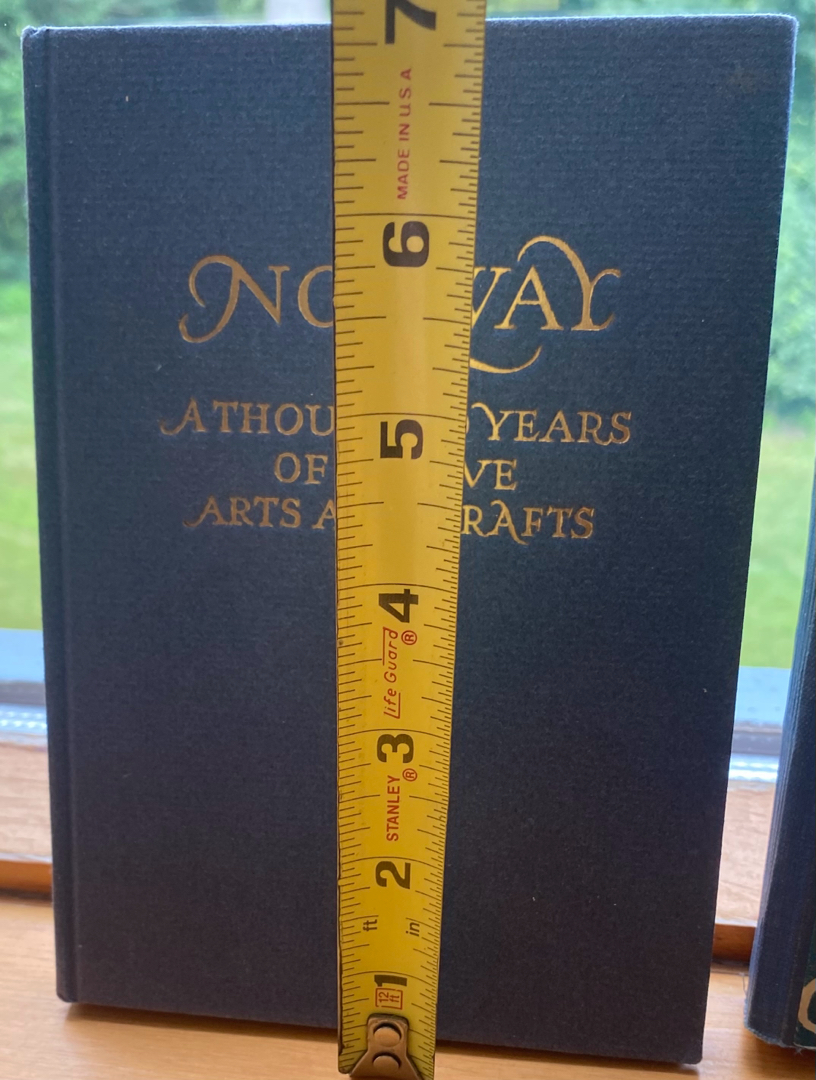 NO WAY
A THOU YEARS
OF VE
ARTS A RAFTS
7
MADE IN U.S.A
6
5
4
Life Guard®
3
STANLEY®
2
ft in
1
12 ft